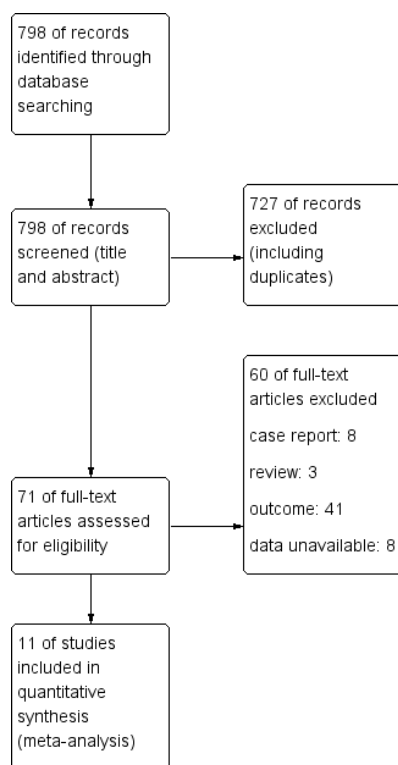 798 of records
identified through
database
searching
798 of records
screened (title
and abstract)
727 of records
excluded
(including
duplicates)
60 of full-text
articles excluded
case report: 8
review: 3
outcome: 41
data unavailable: 8
71 of full-text
articles assessed
for eligibility
11 of studies
included in
quantitative
synthesis
(meta-analysis)